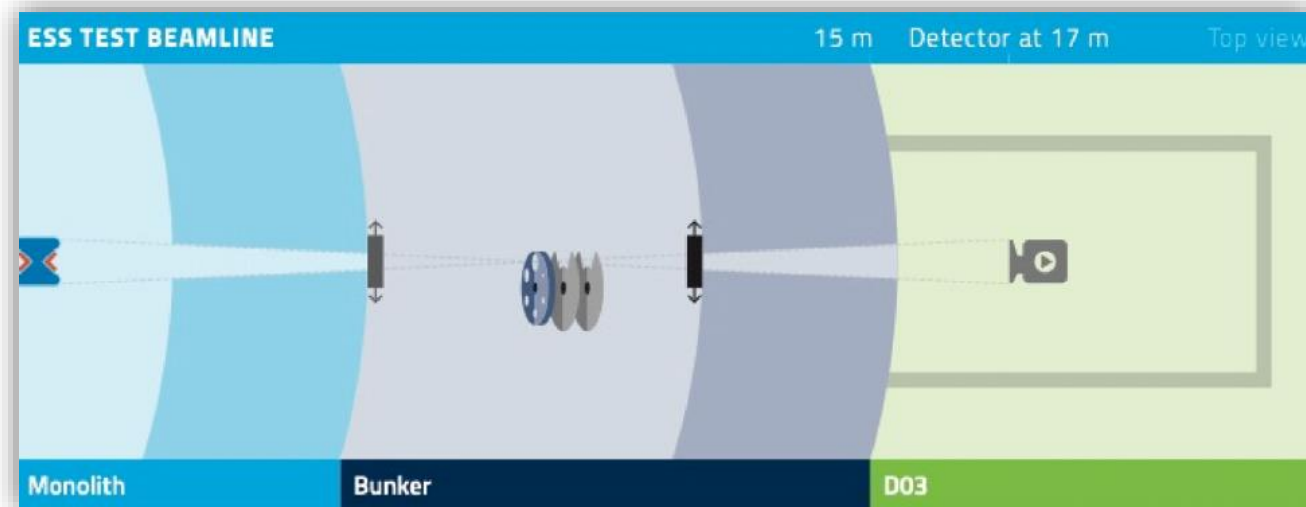 ESS TEST BEAMLINE 15 m Detector at 17 m Top view
Monolith Bunker D03